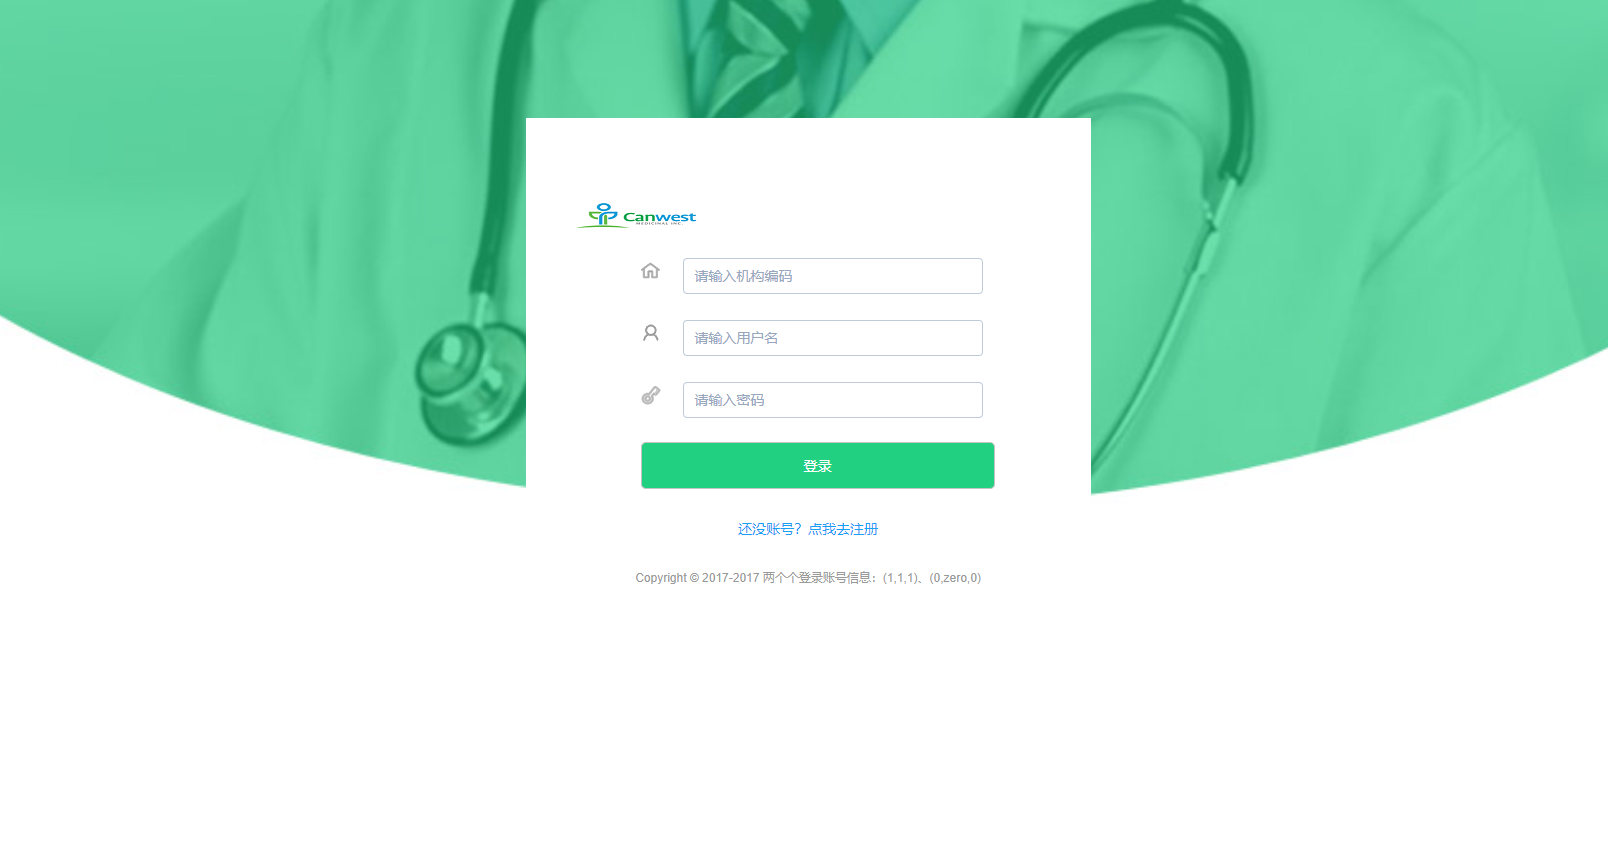 Canwest
MEDICINAL INC.
请输入机构编码
请输入用户名
请输入密码
登录
还没账号？点我去注册
Copyright © 2017-2017 两个个登录账号信息：(1,1,1)、(0,zero,0)